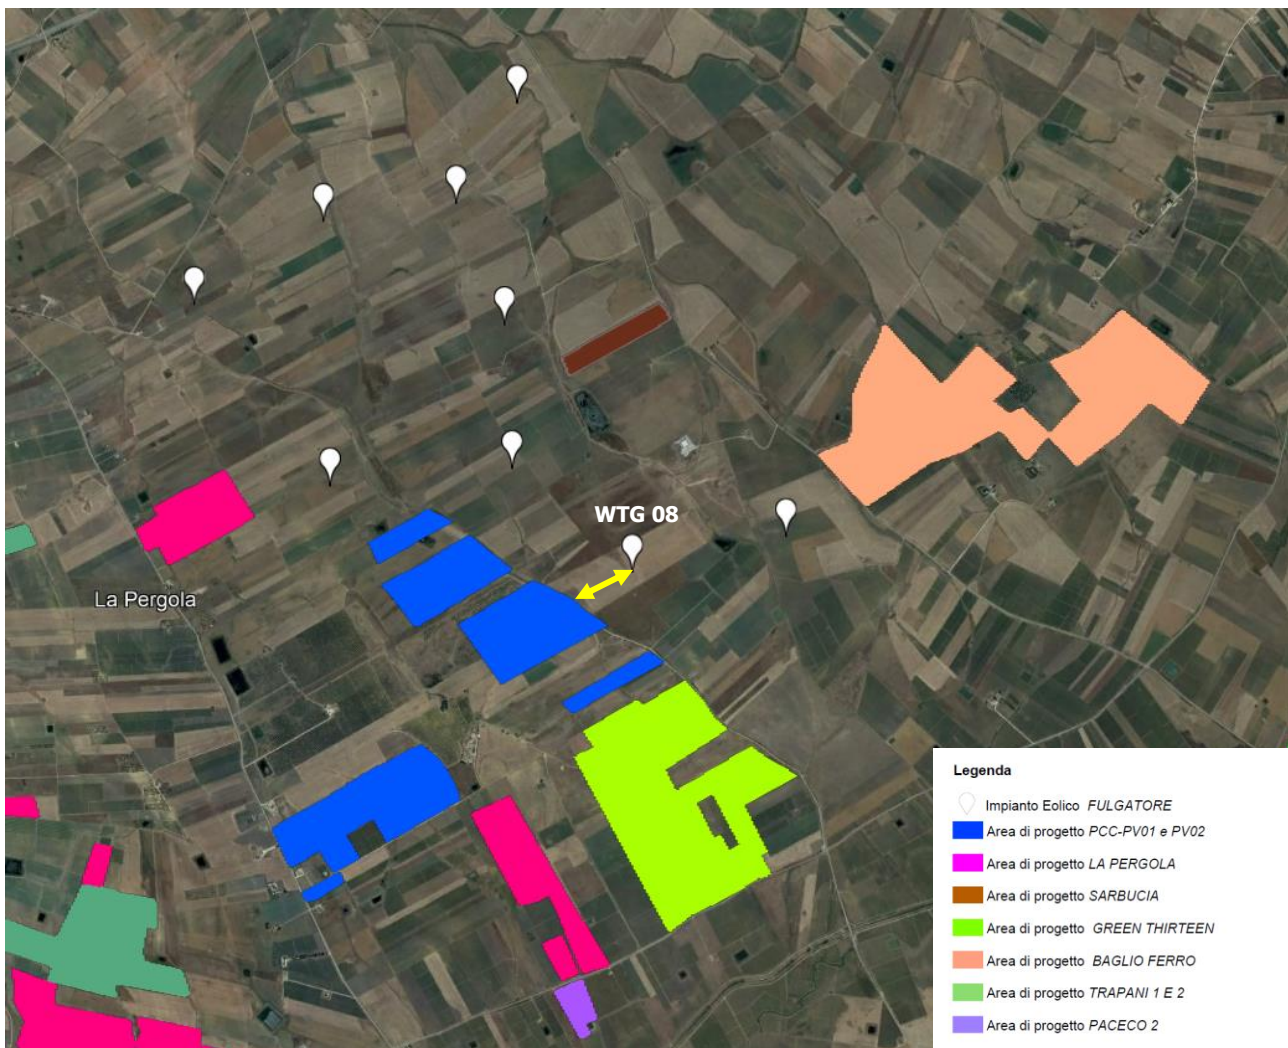 WTG 08
La Pergola
Legenda
Impianto Eolico FULGATORE
Area di progetto PCC-PV01 e PV02
Area di progetto LA PERGOLA
Area di progetto SARBUCIA
Area di progetto GREEN THIRTEEN
Area di progetto BAGLIO FERRO
Area di progetto TRAPANI 1 E 2
Area di progetto PACECO 2